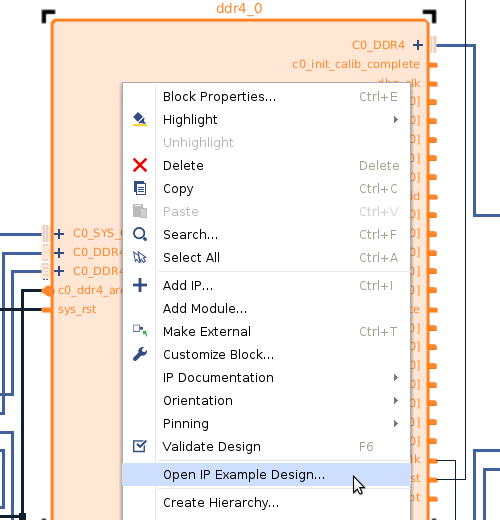 ddr4_0
C0_DDR4
c0_init_calib_complete
Block Properties... Ctrl+E
Highlight
Unhighlight
Delete Delete
Copy Ctrl+C
Paste Ctrl+V
Search... Ctrl+F
C0_SYS_
Select All Ctrl+A
C0_DDR4
C0_DDR4
Add IP... Ctrl+I
c0_ddr4_are
Add Module...
sys_rst
Make External Ctrl+T
Customize Block...
IP Documentation
Orientation
Pinning
Validate Design F6
Open IP Example Design...
Create Hierarchy...